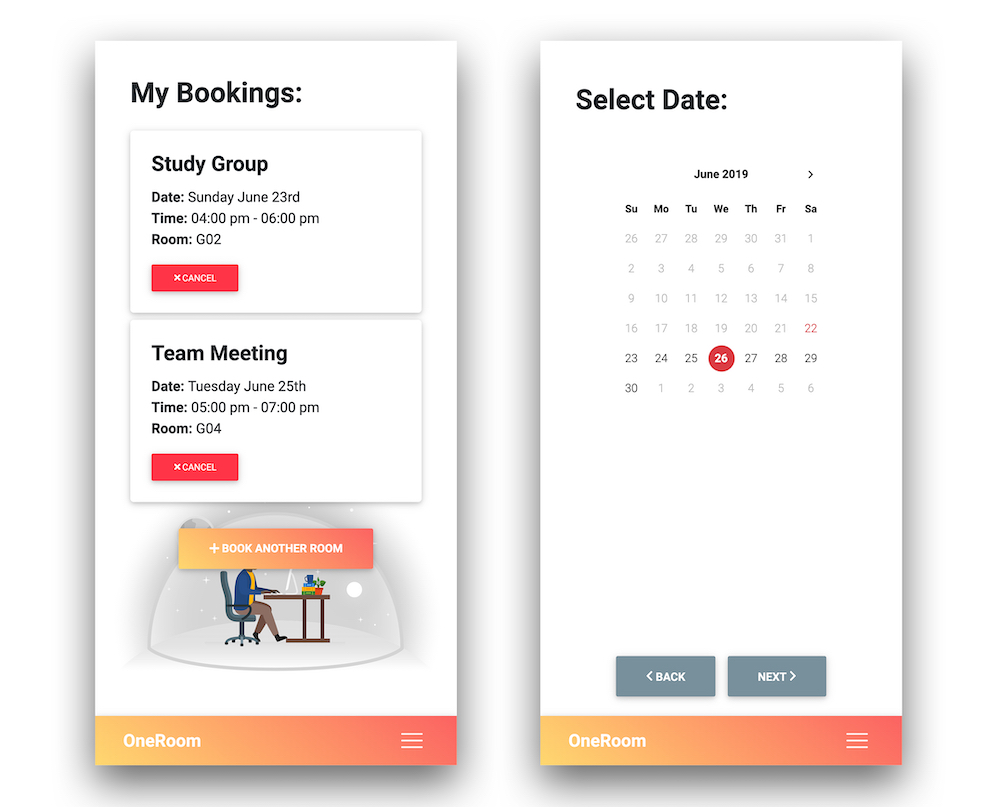 My Bookings:
Study Group
Date: Sunday June 23rd
Time: 04:00 pm - 06:00 pm
Room: G02
✕ CANCEL
Team Meeting
Date: Tuesday June 25th
Time: 05:00 pm - 07:00 pm
Room: G04
✕ CANCEL
+ BOOK ANOTHER ROOM
OneRoom
Select Date:
June 2019 >
Su Mo Tu We Th Fr Sa
26 27 28 29 30 31 1
2 3 4 5 6 7 8
9 10 11 12 13 14 15
16 17 18 19 20 21 22
23 24 25 26 27 28 29
30 1 2 3 4 5 6
< BACK NEXT >
OneRoom